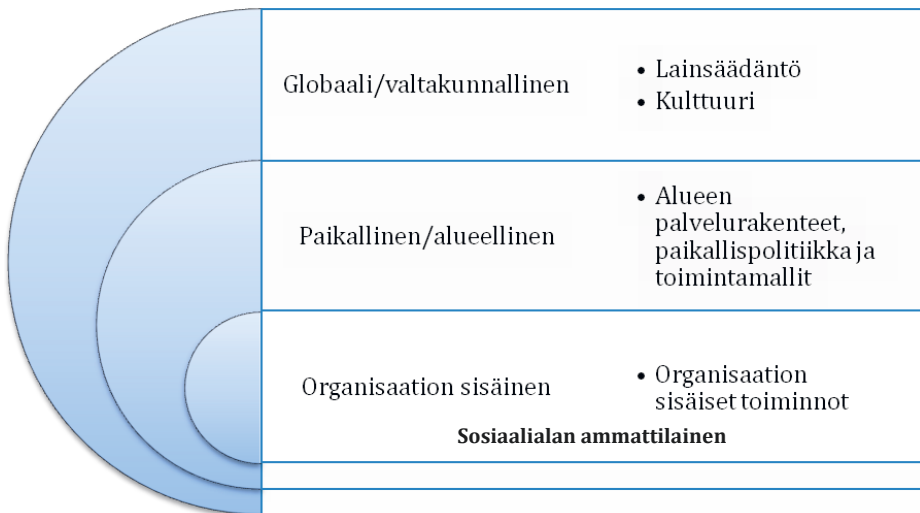 Globaali/valtakunnallinen
• Lainsäädäntö
• Kulttuuri
Paikallinen/alueellinen
• Alueen
palvelurakenteet,
paikallispolitiikka ja
toimintamallit
Organisaation sisäinen
• Organisaation
sisäiset toiminnot
Sosiaalialan ammattilainen